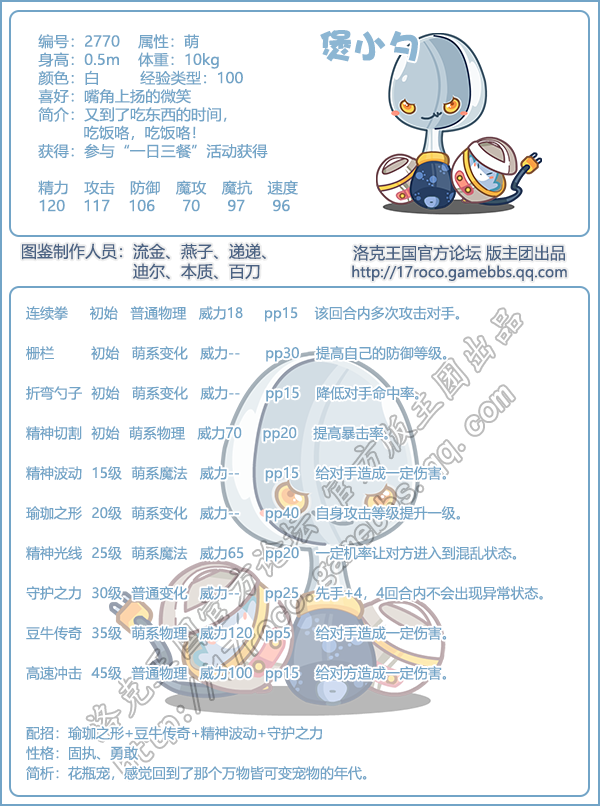 煲小勺
编号：2770 属性：萌
身高：0.5m 体重：10kg
颜色：白 经验类型：100
喜好：嘴角上扬的微笑
简介：又到了吃东西的时间，
吃饭咯，吃饭咯！
获得：参与“一日三餐”活动获得
精力 攻击 防御 魔攻 魔抗 速度
120 117 106 70 97 96
图鉴制作人员：流金、燕子、递递、
迪尔、本质、百刀
洛克王国官方论坛 版主团出品
http://17roco.gamebbs.qq.com
连续拳 初始 普通物理 威力18 pp15 该回合内多次攻击对手。
栅栏 初始 萌系变化 威力-- pp30 提高自己的防御等级。
折弯勺子 初始 萌系变化 威力-- pp15 降低对手命中率。
精神切割 初始 萌系物理 威力70 pp20 提高暴击率。
精神波动 15级 萌系魔法 威力-- pp15 给对手造成一定伤害。
瑜珈之形 20级 萌系变化 威力-- pp40 自身攻击等级提升一级。
精神光线 25级 萌系魔法 威力65 pp20 一定机率让对方进入到混乱状态。
守护之力 30级 普通变化 威力-- pp25 先手+4，4回合内不会出现异常状态。
豆牛传奇 35级 萌系物理 威力120 pp5 给对手造成一定伤害。
高速冲击 45级 普通物理 威力100 pp15 给对方造成一定伤害。
配招：瑜珈之形+豆牛传奇+精神波动+守护之力
性格：固执、勇敢
简析：花瓶宠，感觉回到了那个万物皆可变宠物的年代。
洛克王国官方论坛 官方版主团出品
http://17roco.gamebbs.qq.com